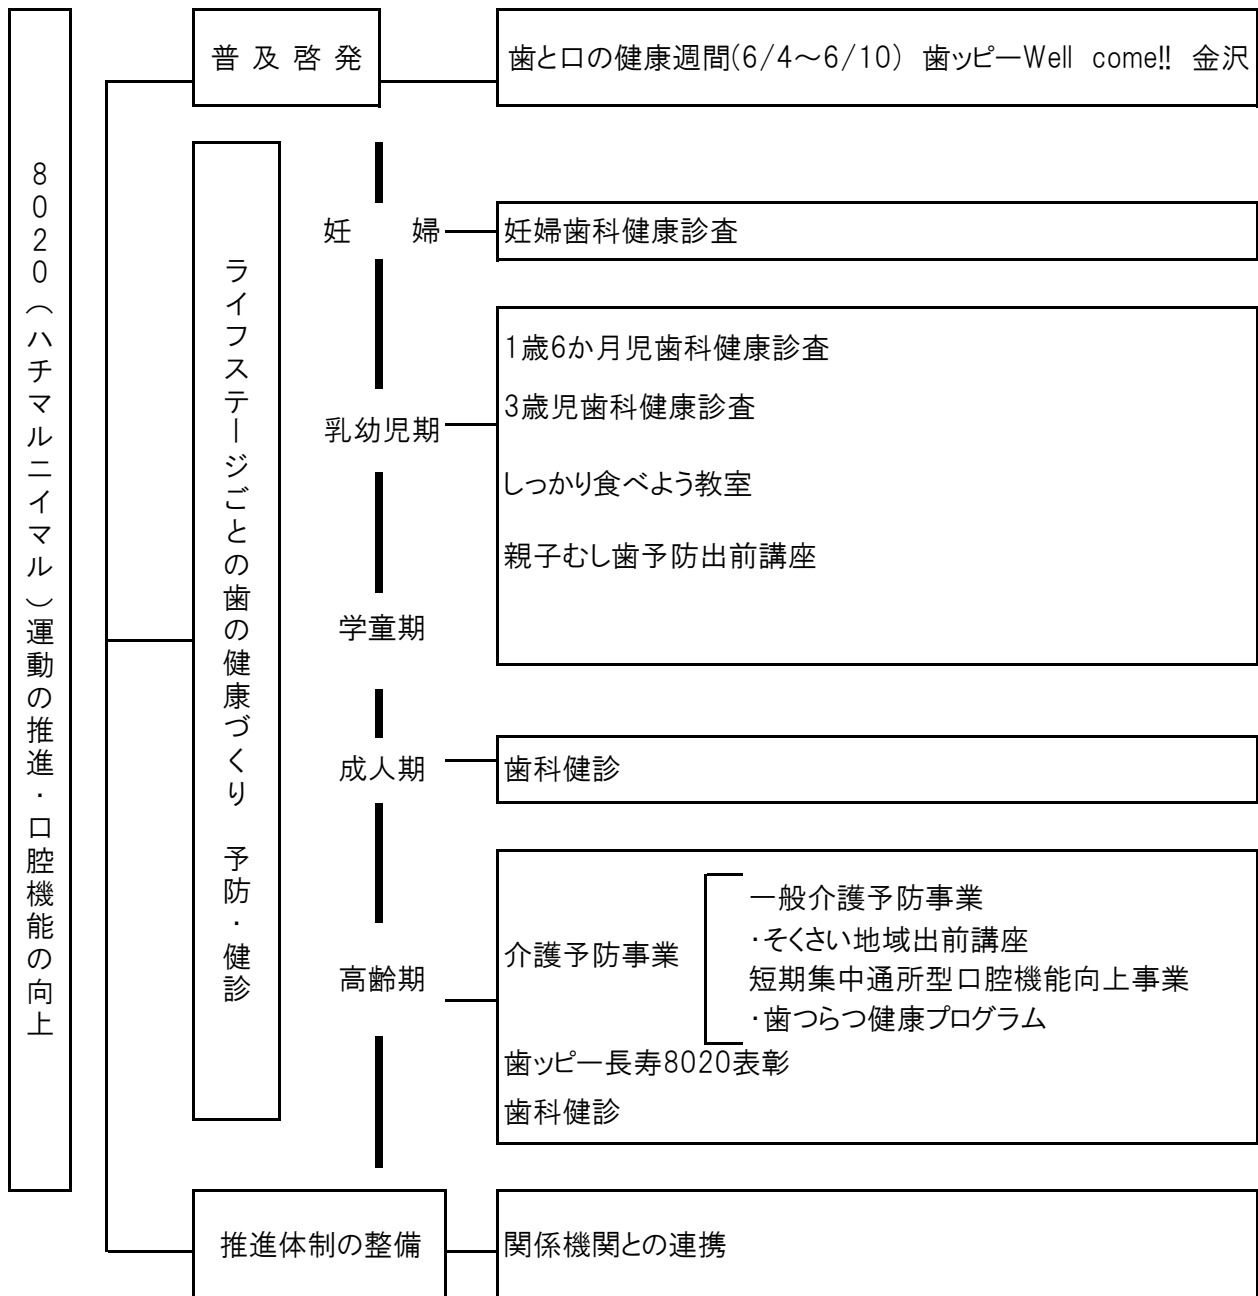 8020（ハチマルニイマル）運動の推進・口腔機能の向上
普及啓発
歯と口の健康週間(6/4～6/10) 歯ッピーWell come!! 金沢
ライフステージごとの歯の健康づくり 予防・健診
妊 婦
妊婦歯科健康診査
乳幼児期
1歳6か月児歯科健康診査
3歳児歯科健康診査
しっかり食べよう教室
親子むし歯予防出前講座
学童期
成人期
歯科健診
高齢期
介護予防事業
一般介護予防事業
・そくさい地域出前講座
短期集中通所型口腔機能向上事業
・歯つらつ健康プログラム
歯ッピー長寿8020表彰
歯科健診
推進体制の整備
関係機関との連携